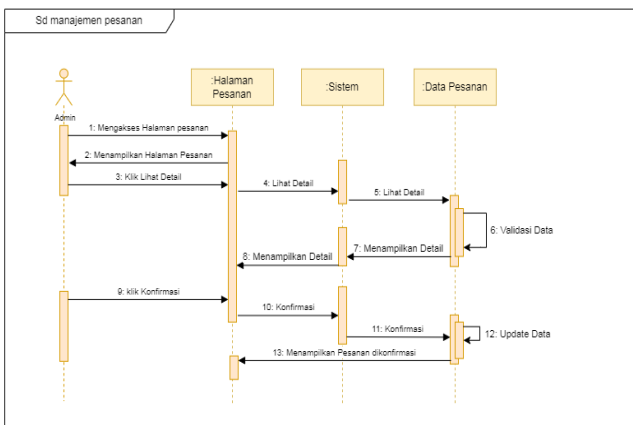 Sd manajemen pesanan
:Halaman
Pesanan
:Sistem
:Data Pesanan
Admin
1: Mengakses Halaman pesanan
2: Menampilkan Halaman Pesanan
3: Klik Lihat Detail
4: Lihat Detail
5: Lihat Detail
6: Validasi Data
7: Menampilkan Detail
8: Menampilkan Detail
9: klik Konfirmasi
10: Konfirmasi
11: Konfirmasi
12: Update Data
13: Menampilkan Pesanan dikonfirmasi